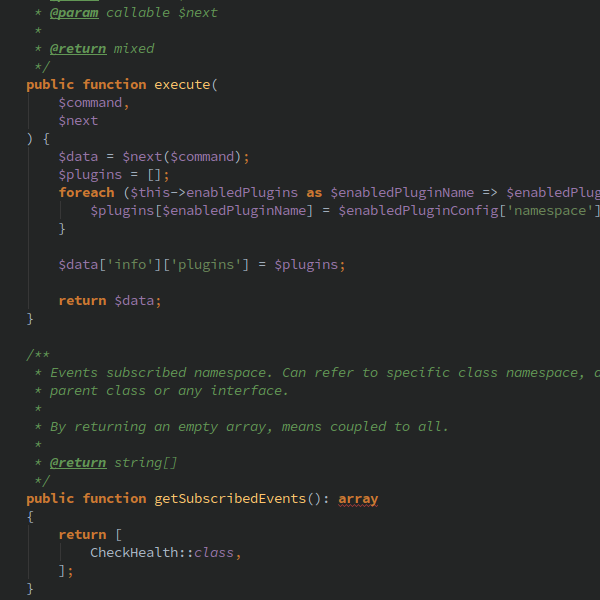 * @param callable $next
*
* @return mixed
*/
public function execute(
$command,
$next
) {
$data = $next($command);
$plugins = [];
foreach ($this->enabledPlugins as $enabledPluginName => $enabledPlug
$plugins[$enabledPluginName] = $enabledPluginConfig['namespace']
}
$data['info']['plugins'] = $plugins;
return $data;
}
/**
* Events subscribed namespace. Can refer to specific class namespace, a
* parent class or any interface.
*
* By returning an empty array, means coupled to all.
*
* @return string[]
*/
public function getSubscribedEvents(): array
{
return [
CheckHealth::class,
];
}